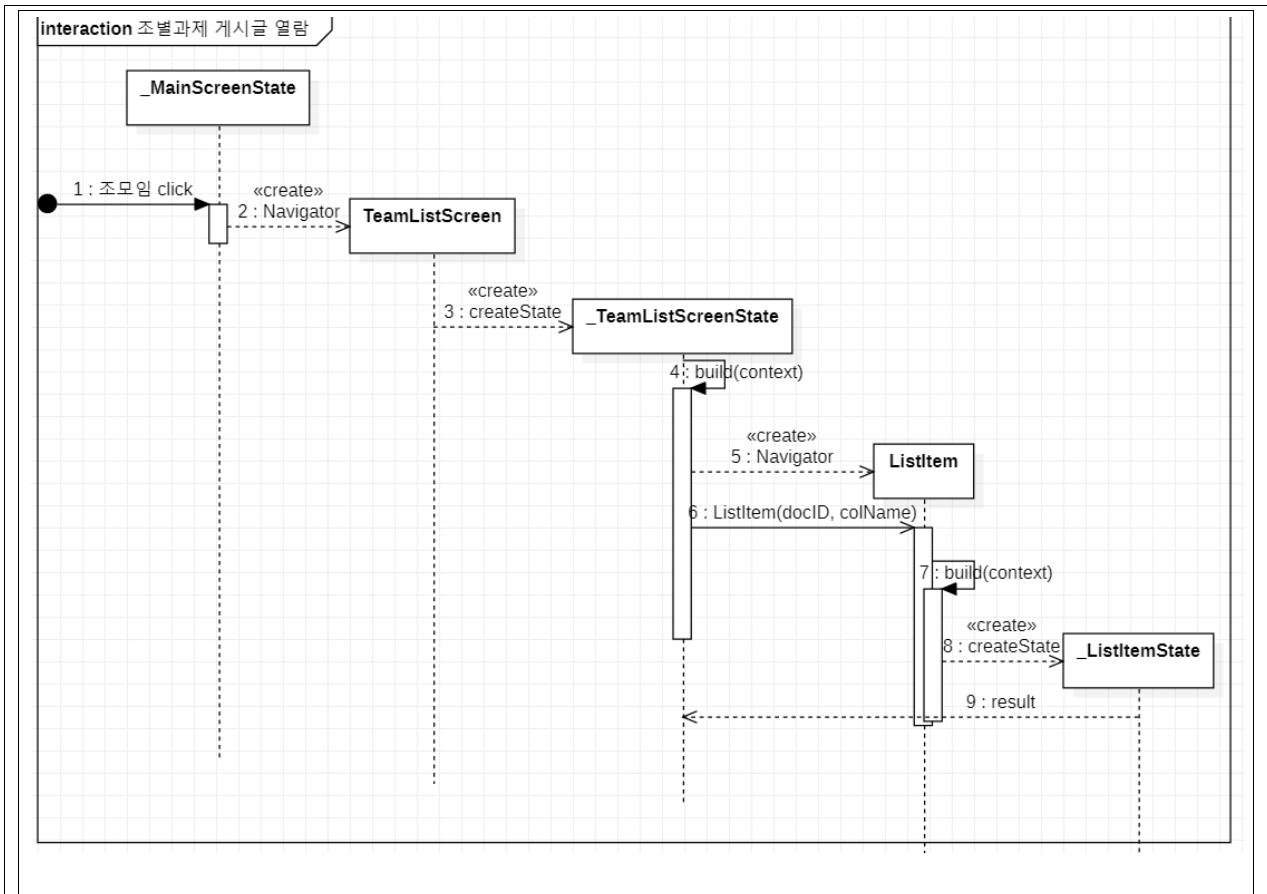 interaction 조별과제 게시글 열람
_MainScreenState
1 : 조모임 click
«create»
2 : Navigator
TeamListScreen
«create»
3 : createState
_TeamListScreenState
4 : build(context)
«create»
5 : Navigator
ListItem
6 : ListItem(docID, colName)
7 : build(context)
«create»
8 : createState
_ListItemState
9 : result